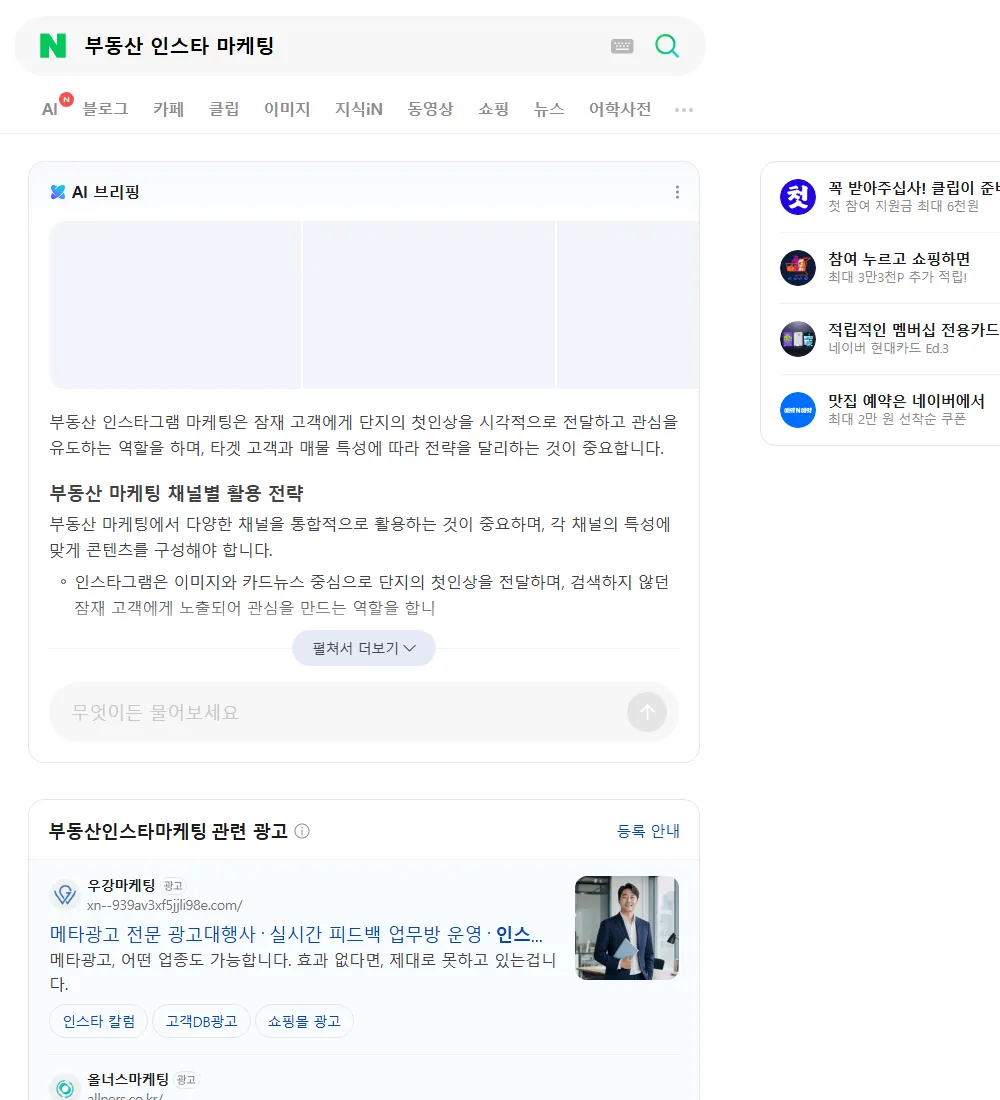 N 부동산 인스타 마케팅
AI N 블로그 카페 클립 이미지 지식iN 동영상 쇼핑 뉴스 어학사전
AI 브리핑
부동산 인스타그램 마케팅은 잠재 고객에게 단지의 첫인상을 시각적으로 전달하고 관심을
유도하는 역할을 하며, 타겟 고객과 매물 특성에 따라 전략을 달리하는 것이 중요합니다.
부동산 마케팅 채널별 활용 전략
부동산 마케팅에서 다양한 채널을 통합적으로 활용하는 것이 중요하며, 각 채널의 특성에
맞게 콘텐츠를 구성해야 합니다.
인스타그램은 이미지와 카드뉴스 중심으로 단지의 첫인상을 전달하며, 검색하지 않던
잠재 고객에게 노출되어 관심을 만드는 역할을 합니
펼쳐서 더보기
무엇이든 물어보세요
부동산인스타마케팅 관련 광고
등록 안내
우강마케팅 광고
xn--939av3xf5jjli98e.com/
메타광고 전문 광고대행사 · 실시간 피드백 업무방 운영 · 인스...
메타광고, 어떤 업종도 가능합니다. 효과 없다면, 제대로 못하고 있는겁니
다.
인스타 칼럼 고객DB광고 쇼핑몰 광고
올너스마케팅 광고
allners.co.kr/
첫
꼭 받아주십사! 클립이 준비
첫 참여 지원금 최대 6천원
참여 누르고 쇼핑하면
최대 3만3천P 추가 적립!
적립적인 멤버십 전용카드
네이버 현대카드 Ed.3
맛집 예약은 네이버에서
최대 2만 원 선착순 쿠폰